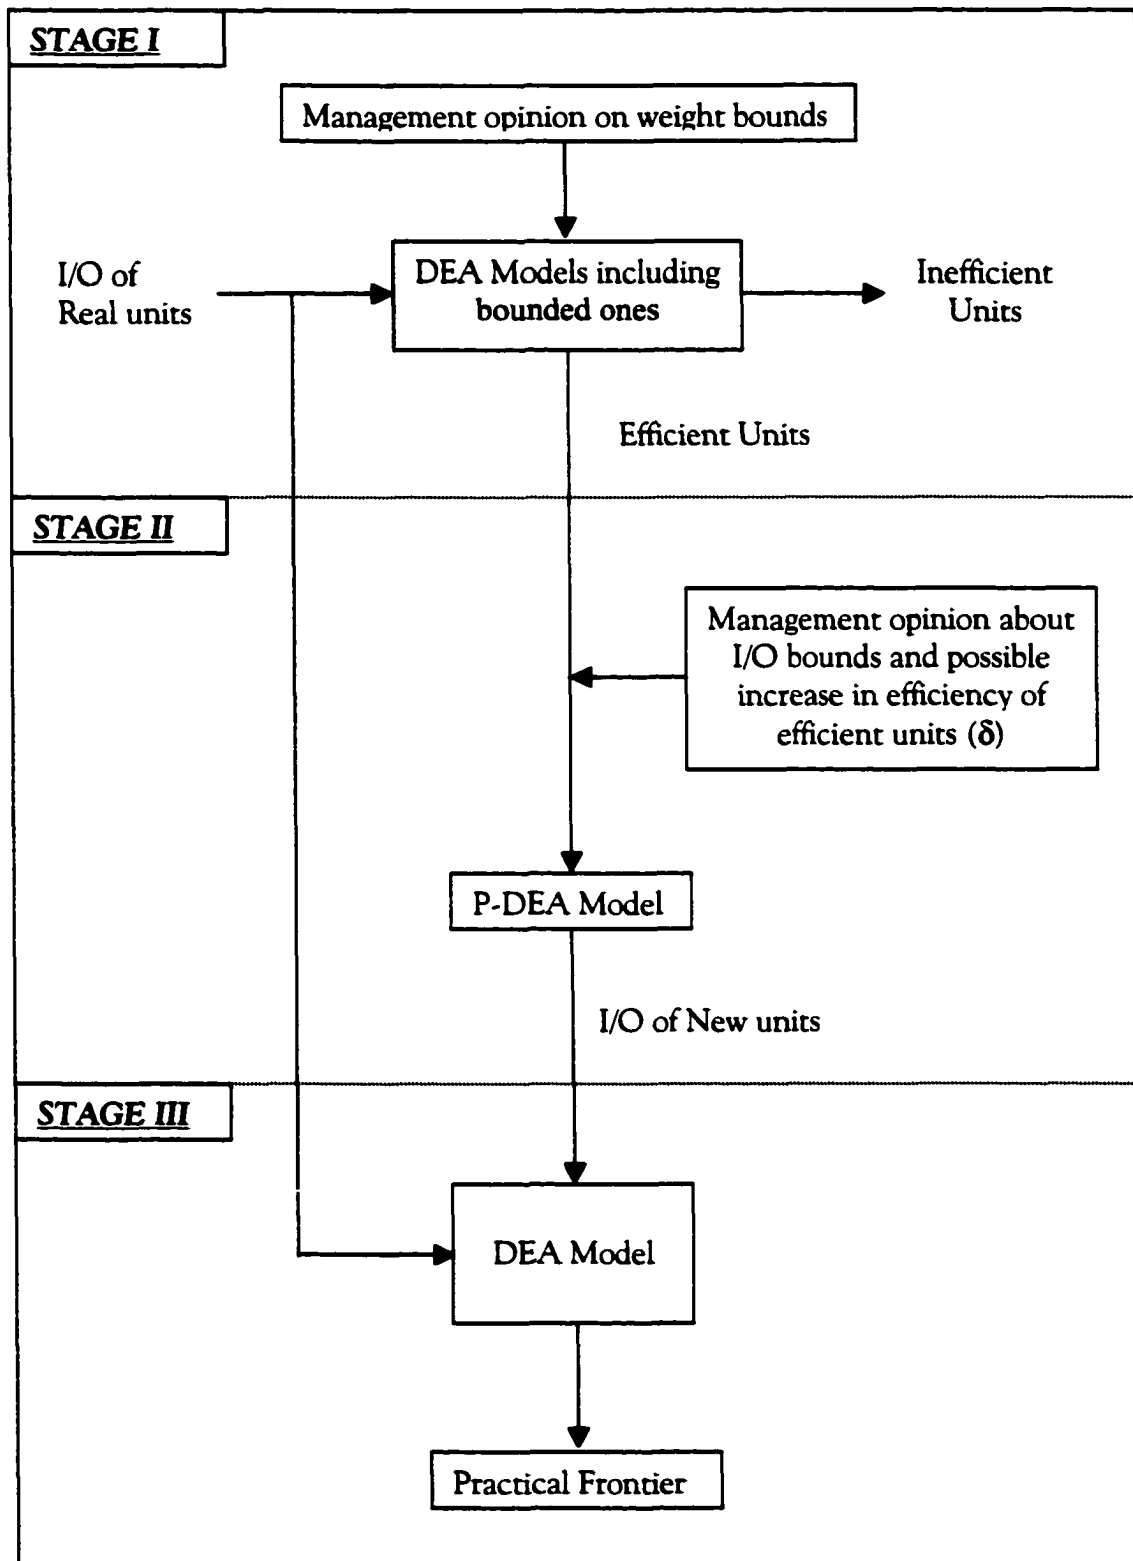 STAGE I
Management opinion on weight bounds
I/O of
Real units
DEA Models including
bounded ones
Inefficient
Units
Efficient Units
STAGE II
Management opinion about
I/O bounds and possible
increase in efficiency of
efficient units (δ)
P-DEA Model
I/O of New units
STAGE III
DEA Model
Practical Frontier